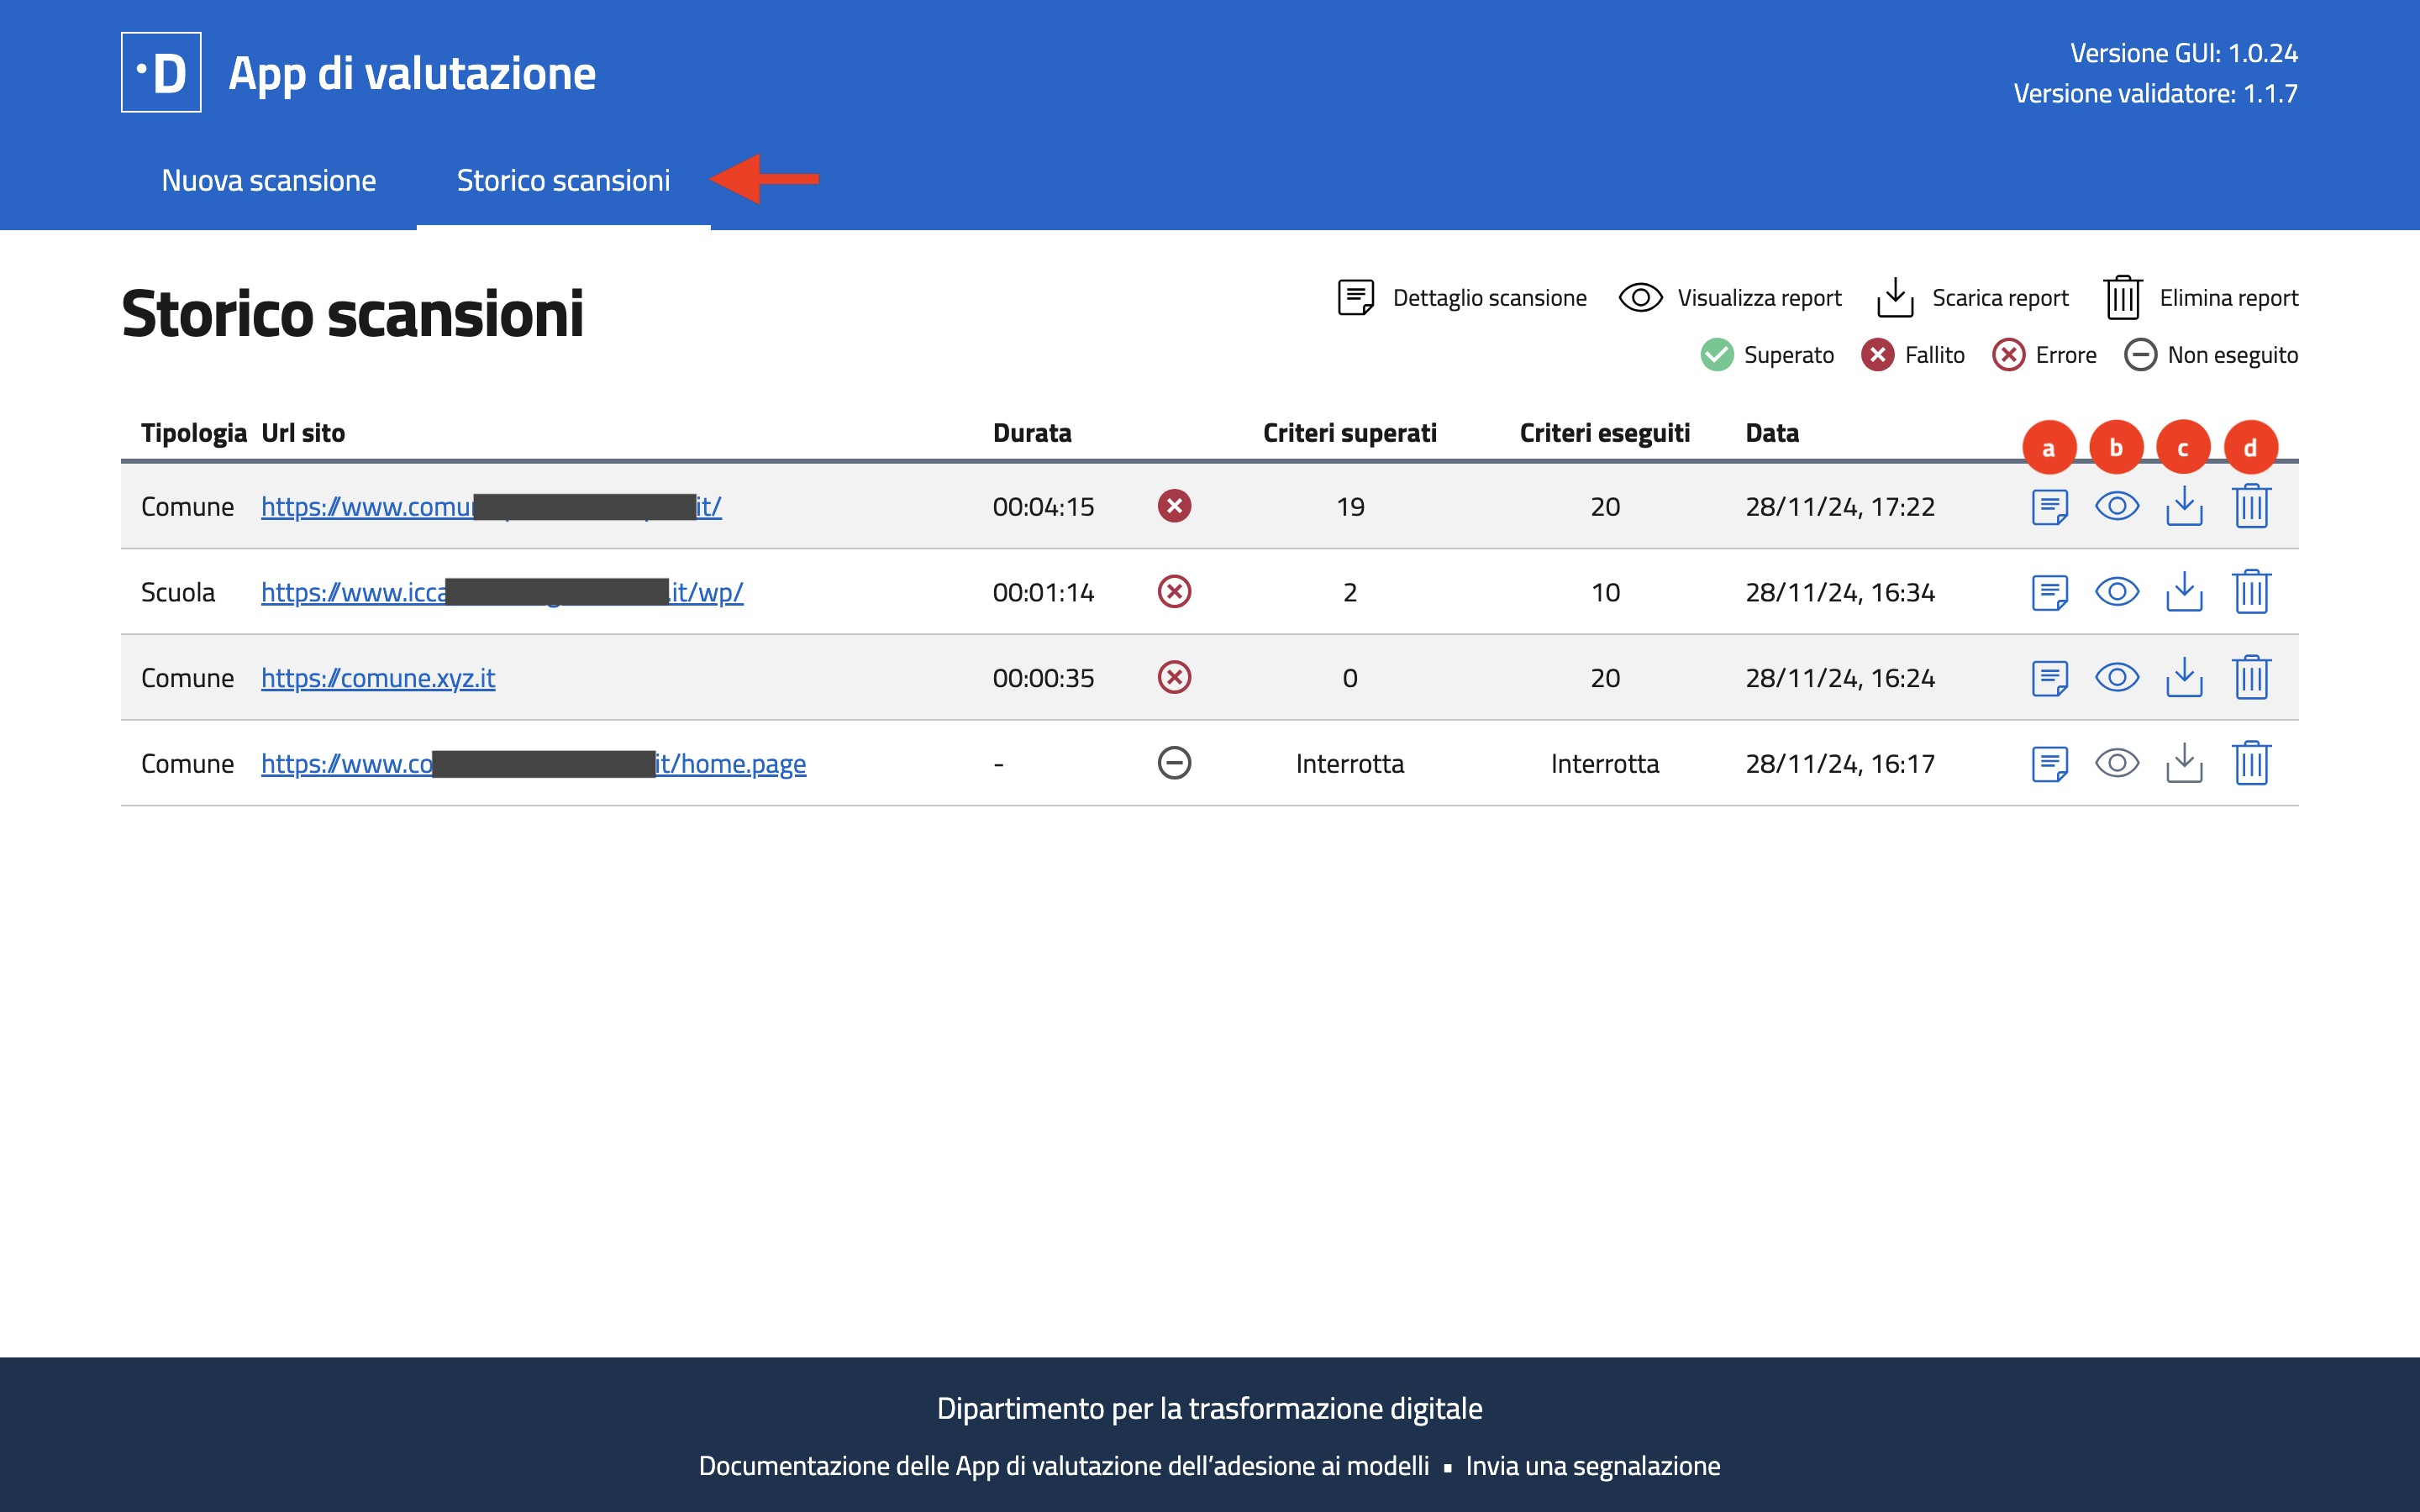 ·D App di valutazione
Versione GUI: 1.0.24
Versione validatore: 1.1.7
Nuova scansione Storico scansioni
Storico scansioni
Dettaglio scansione Visualizza report Scarica report Elimina report
Superato Fallito Errore Non eseguito
Tipologia Url sito Durata Criteri superati Criteri eseguiti Data a b c d
Comune https://www.comu it/ 00:04:15 19 20 28/11/24, 17:22
Scuola https://www.icca .it/wp/ 00:01:14 2 10 28/11/24, 16:34
Comune https://comune.xyz.it 00:00:35 0 20 28/11/24, 16:24
Comune https://www.co it/home.page - Interrotta Interrotta 28/11/24, 16:17
Dipartimento per la trasformazione digitale
Documentazione delle App di valutazione dell’adesione ai modelli ▪ Invia una segnalazione